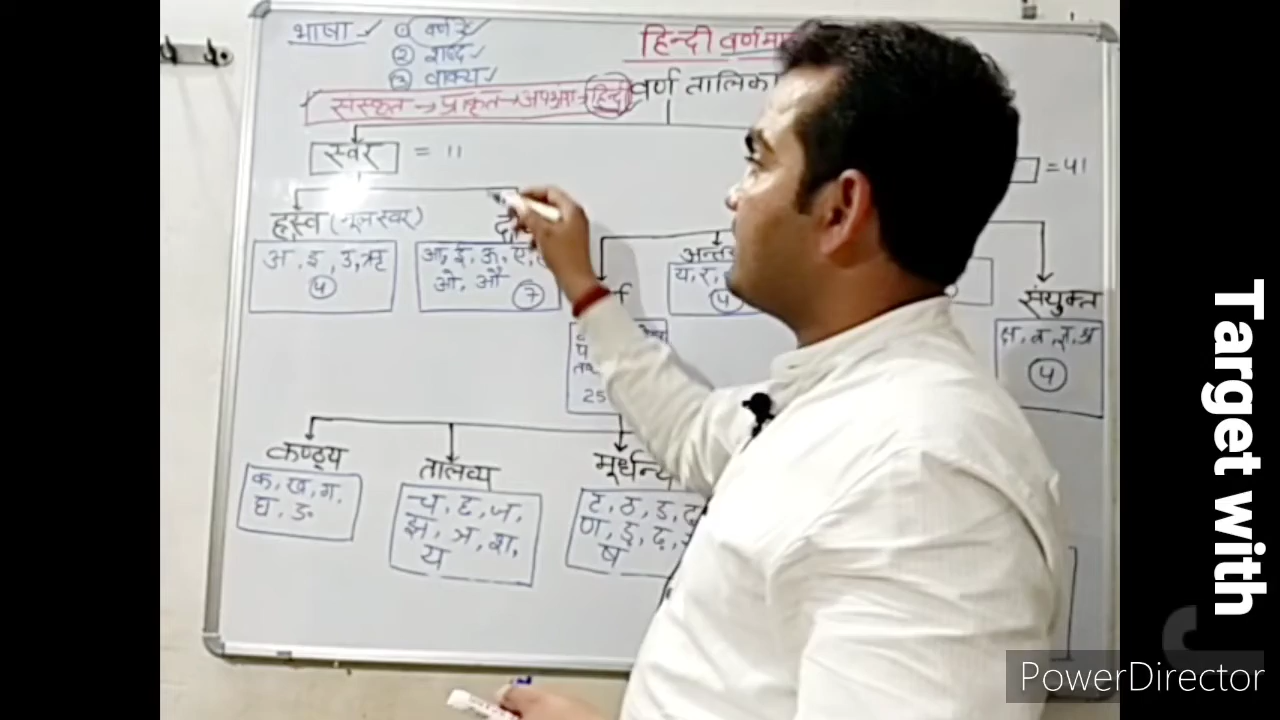 भाषा
① वर्ण
② शब्द
③ वाक्य
हिन्दी वर्णमा
संस्कृत → प्राकृत → अपभ्रंश → हिन्दी
वर्ण तालिका
स्वर = 11
= 41
ह्रस्व (मूल स्वर)
अ, इ, उ, ऋ
4
आ, ई, ऊ, ए,
ओ, औ
7
य, र,
4
संयुक्त
क्ष, त्र, ज्ञ, श्र
4
25
कण्ठ्य
क, ख, ग,
घ, ङ
तालव्य
च, छ, ज,
झ, ञ, श,
य
मूर्धन्य
ट, ठ, ड, ढ
ण, ड़, ढ़,
ष
Target with
PowerDirector